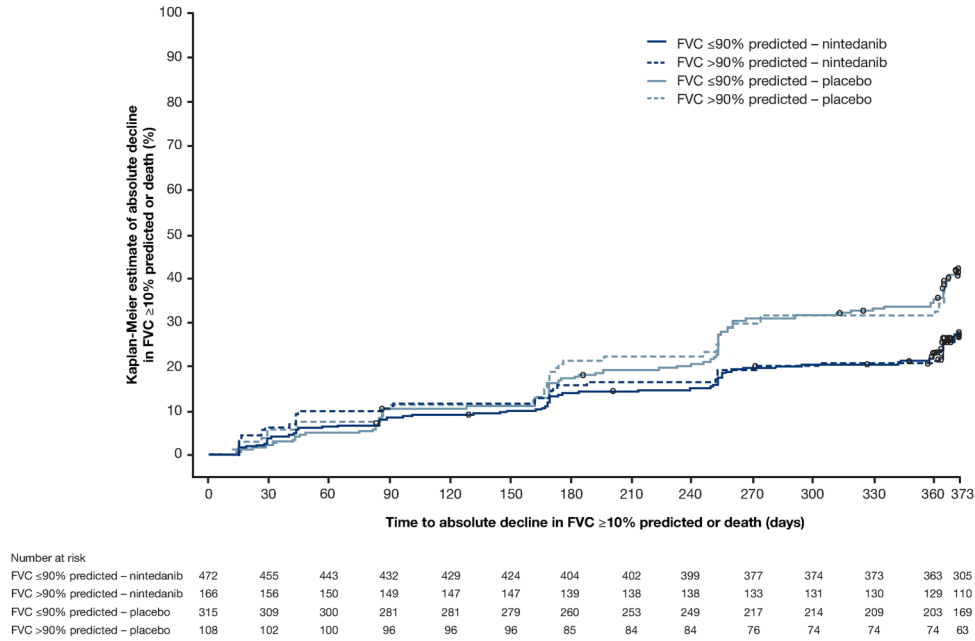 100
90
80
70
60
50
40
30
20
10
0
Kaplan-Meier estimate of absolute decline
in FVC ≥10% predicted or death (%)
FVC ≤90% predicted – nintedanib
FVC >90% predicted – nintedanib
FVC ≤90% predicted – placebo
FVC >90% predicted – placebo
0 30 60 90 120 150 180 210 240 270 300 330 360 373
Time to absolute decline in FVC ≥10% predicted or death (days)
Number at risk
FVC ≤90% predicted – nintedanib 472 455 443 432 429 424 404 402 399 377 374 373 363 305
FVC >90% predicted – nintedanib 166 156 150 149 147 147 139 138 138 133 131 130 129 110
FVC ≤90% predicted – placebo 315 309 300 281 281 279 260 253 249 217 214 209 203 169
FVC >90% predicted – placebo 108 102 100 96 96 96 85 84 84 76 74 74 74 63